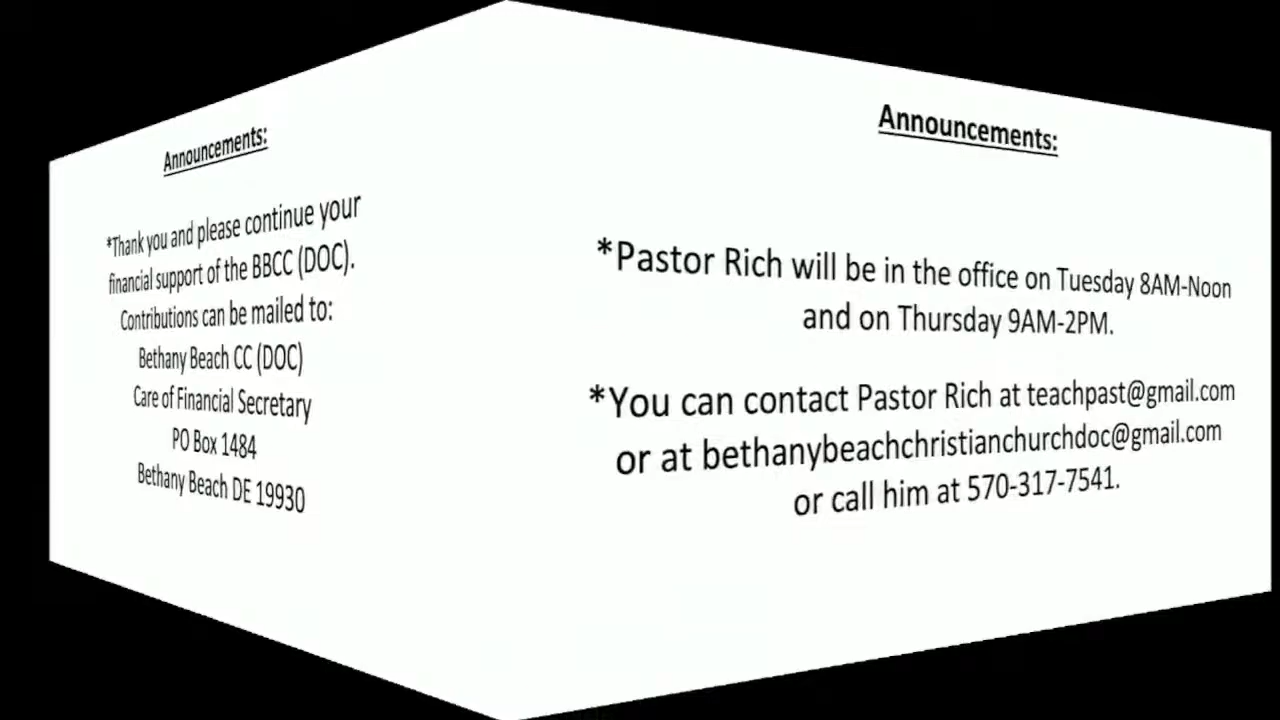 Announcements:
*Thank you and please continue your
financial support of the BBCC (DOC).
Contributions can be mailed to:
Bethany Beach CC (DOC)
Care of Financial Secretary
PO Box 1484
Bethany Beach DE 19930
Announcements:
*Pastor Rich will be in the office on Tuesday 8AM-Noon
and on Thursday 9AM-2PM.
*You can contact Pastor Rich at teachpast@gmail.com
or at bethanybeachchristianchurchdoc@gmail.com
or call him at 570-317-7541.